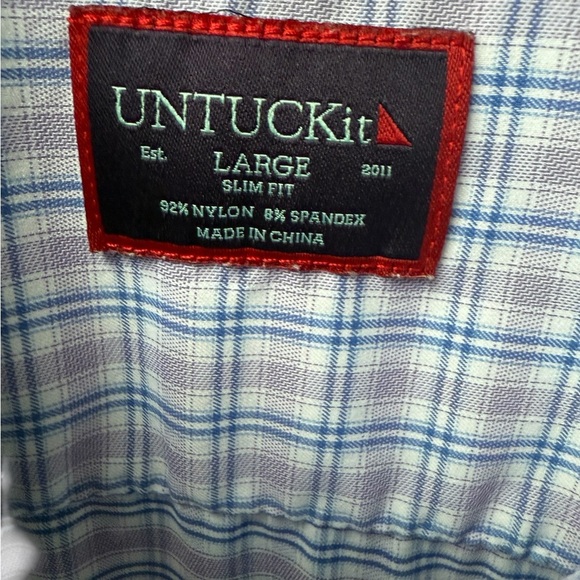 UNTUCKit
Est. LARGE 2011
SLIM FIT
92% NYLON 8% SPANDEX
MADE IN CHINA